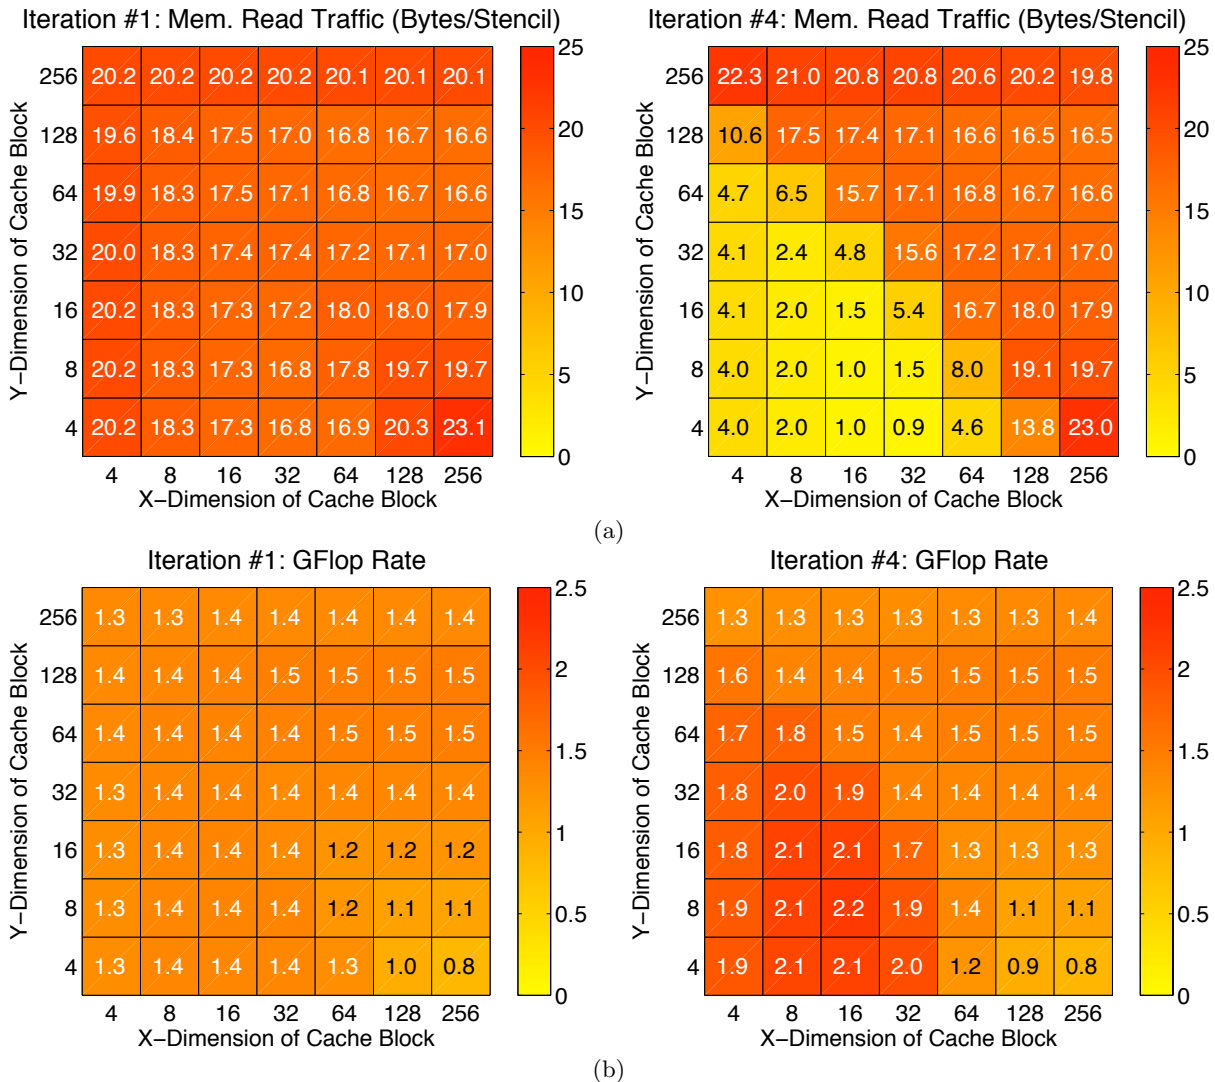 Iteration #1: Mem. Read Traffic (Bytes/Stencil)
Y−Dimension of Cache Block
256 20.2 20.2 20.2 20.2 20.1 20.1 20.1
128 19.6 18.4 17.5 17.0 16.8 16.7 16.6
64 19.9 18.3 17.5 17.1 16.8 16.7 16.6
32 20.0 18.3 17.4 17.4 17.2 17.1 17.0
16 20.2 18.3 17.3 17.2 18.0 18.0 17.9
8 20.2 18.3 17.3 16.8 17.8 19.7 19.7
4 20.2 18.3 17.3 16.8 16.9 20.3 23.1
4 8 16 32 64 128 256
X−Dimension of Cache Block
25
20
15
10
5
0
Iteration #4: Mem. Read Traffic (Bytes/Stencil)
Y−Dimension of Cache Block
256 22.3 21.0 20.8 20.8 20.6 20.2 19.8
128 10.6 17.5 17.4 17.1 16.6 16.5 16.5
64 4.7 6.5 15.7 17.1 16.8 16.7 16.6
32 4.1 2.4 4.8 15.6 17.2 17.1 17.0
16 4.1 2.0 1.5 5.4 16.7 18.0 17.9
8 4.0 2.0 1.0 1.5 8.0 19.1 19.7
4 4.0 2.0 1.0 0.9 4.6 13.8 23.0
4 8 16 32 64 128 256
X−Dimension of Cache Block
25
20
15
10
5
0
(a)
Iteration #1: GFlop Rate
Y−Dimension of Cache Block
256 1.3 1.3 1.4 1.4 1.4 1.4 1.4
128 1.4 1.4 1.4 1.5 1.5 1.5 1.5
64 1.4 1.4 1.4 1.4 1.5 1.5 1.5
32 1.3 1.4 1.4 1.4 1.4 1.4 1.4
16 1.3 1.4 1.4 1.4 1.2 1.2 1.2
8 1.3 1.4 1.4 1.4 1.2 1.1 1.1
4 1.3 1.4 1.4 1.4 1.3 1.0 0.8
4 8 16 32 64 128 256
X−Dimension of Cache Block
2.5
2
1.5
1
0.5
0
Iteration #4: GFlop Rate
Y−Dimension of Cache Block
256 1.3 1.3 1.3 1.3 1.3 1.3 1.4
128 1.6 1.4 1.4 1.5 1.5 1.5 1.5
64 1.7 1.8 1.5 1.4 1.5 1.5 1.5
32 1.8 2.0 1.9 1.4 1.4 1.4 1.4
16 1.8 2.1 2.1 1.7 1.3 1.3 1.3
8 1.9 2.1 2.2 1.9 1.4 1.1 1.1
4 1.9 2.1 2.1 2.0 1.2 0.9 0.8
4 8 16 32 64 128 256
X−Dimension of Cache Block
2.5
2
1.5
1
0.5
0
(b)